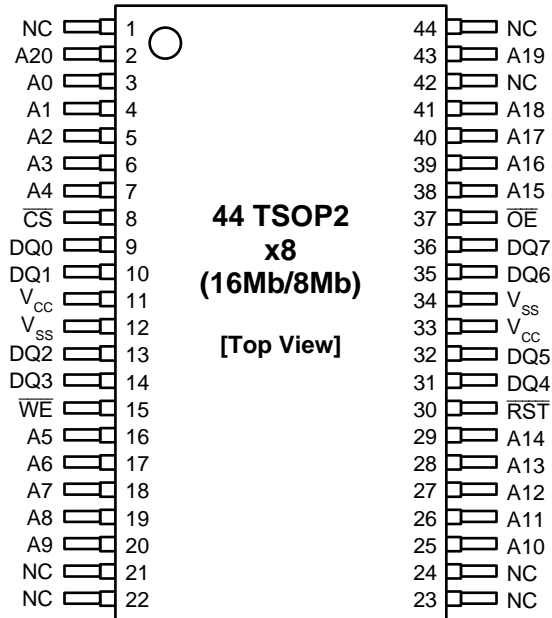 NC 1 44 NC
A20 2 43 A19
A0 3 42 NC
A1 4 41 A18
A2 5 40 A17
A3 6 39 A16
A4 7 38 A15
C̅S̅ 8 44 TSOP2 37 O̅E̅
DQ0 9 x8 36 DQ7
DQ1 10 (16Mb/8Mb) 35 DQ6
VCC 11 34 VSS
VSS 12 [Top View] 33 VCC
DQ2 13 32 DQ5
DQ3 14 31 DQ4
W̅E̅ 15 30 R̅S̅T̅
A5 16 29 A14
A6 17 28 A13
A7 18 27 A12
A8 19 26 A11
A9 20 25 A10
NC 21 24 NC
NC 22 23 NC